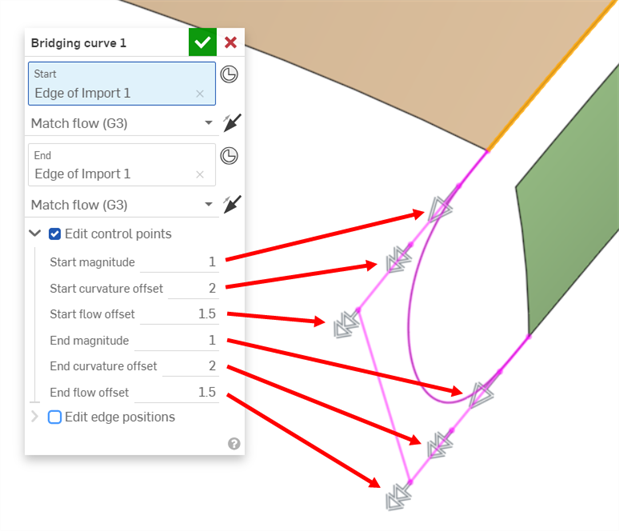 Bridging curve 1
Start
Edge of Import 1
Match flow (G3)
End
Edge of Import 1
Match flow (G3)
Edit control points
Start magnitude 1
Start curvature offset 2
Start flow offset 1.5
End magnitude 1
End curvature offset 2
End flow offset 1.5
Edit edge positions